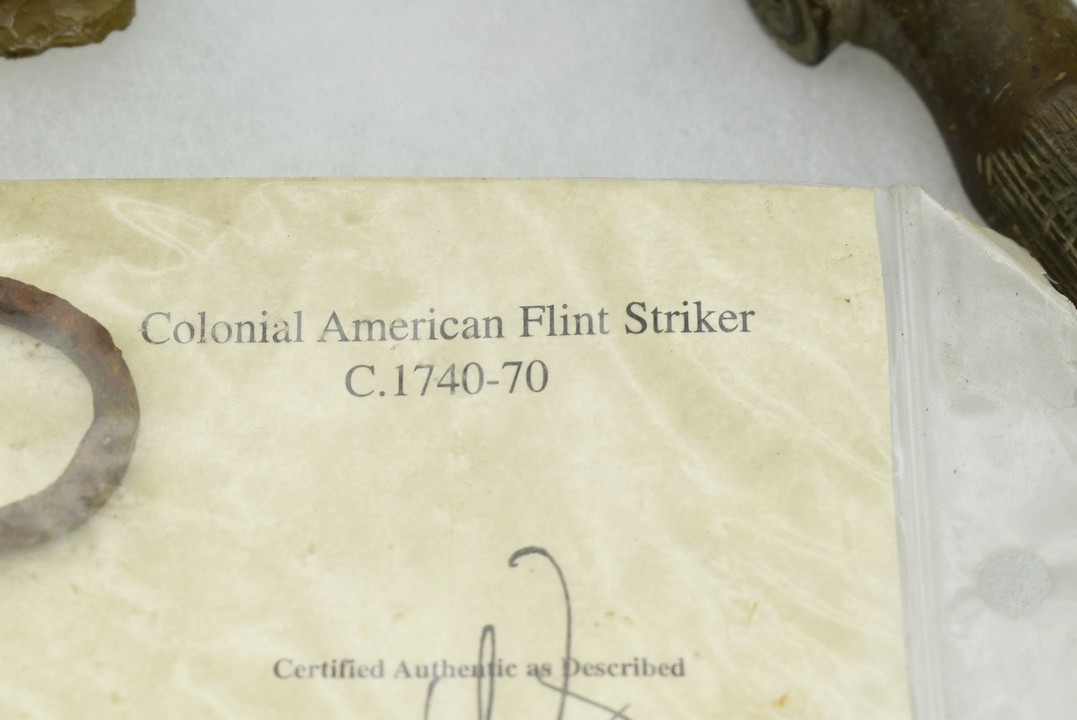 Colonial American Flint Striker
C.1740-70
Certified Authentic as Described